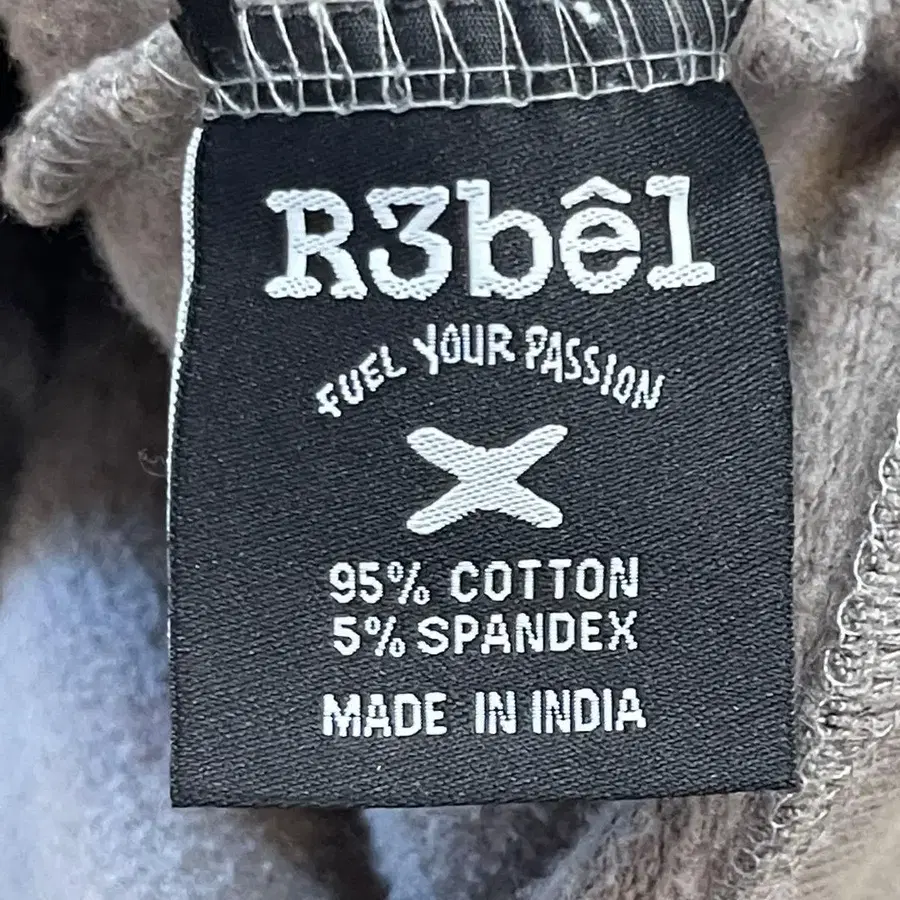 R3bêl
FUEL YOUR PASSION
95% COTTON
5% SPANDEX
MADE IN INDIA